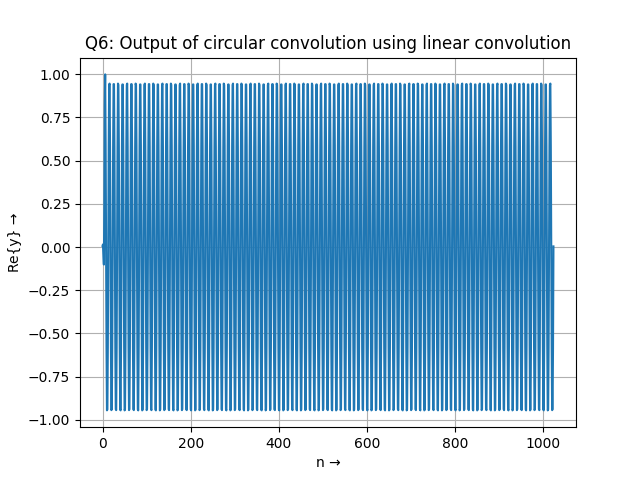 Q6: Output of circular convolution using linear convolution
1.00
0.75
0.50
0.25
0.00
−0.25
−0.50
−0.75
−1.00
Re{y} →
0 200 400 600 800 1000
n →